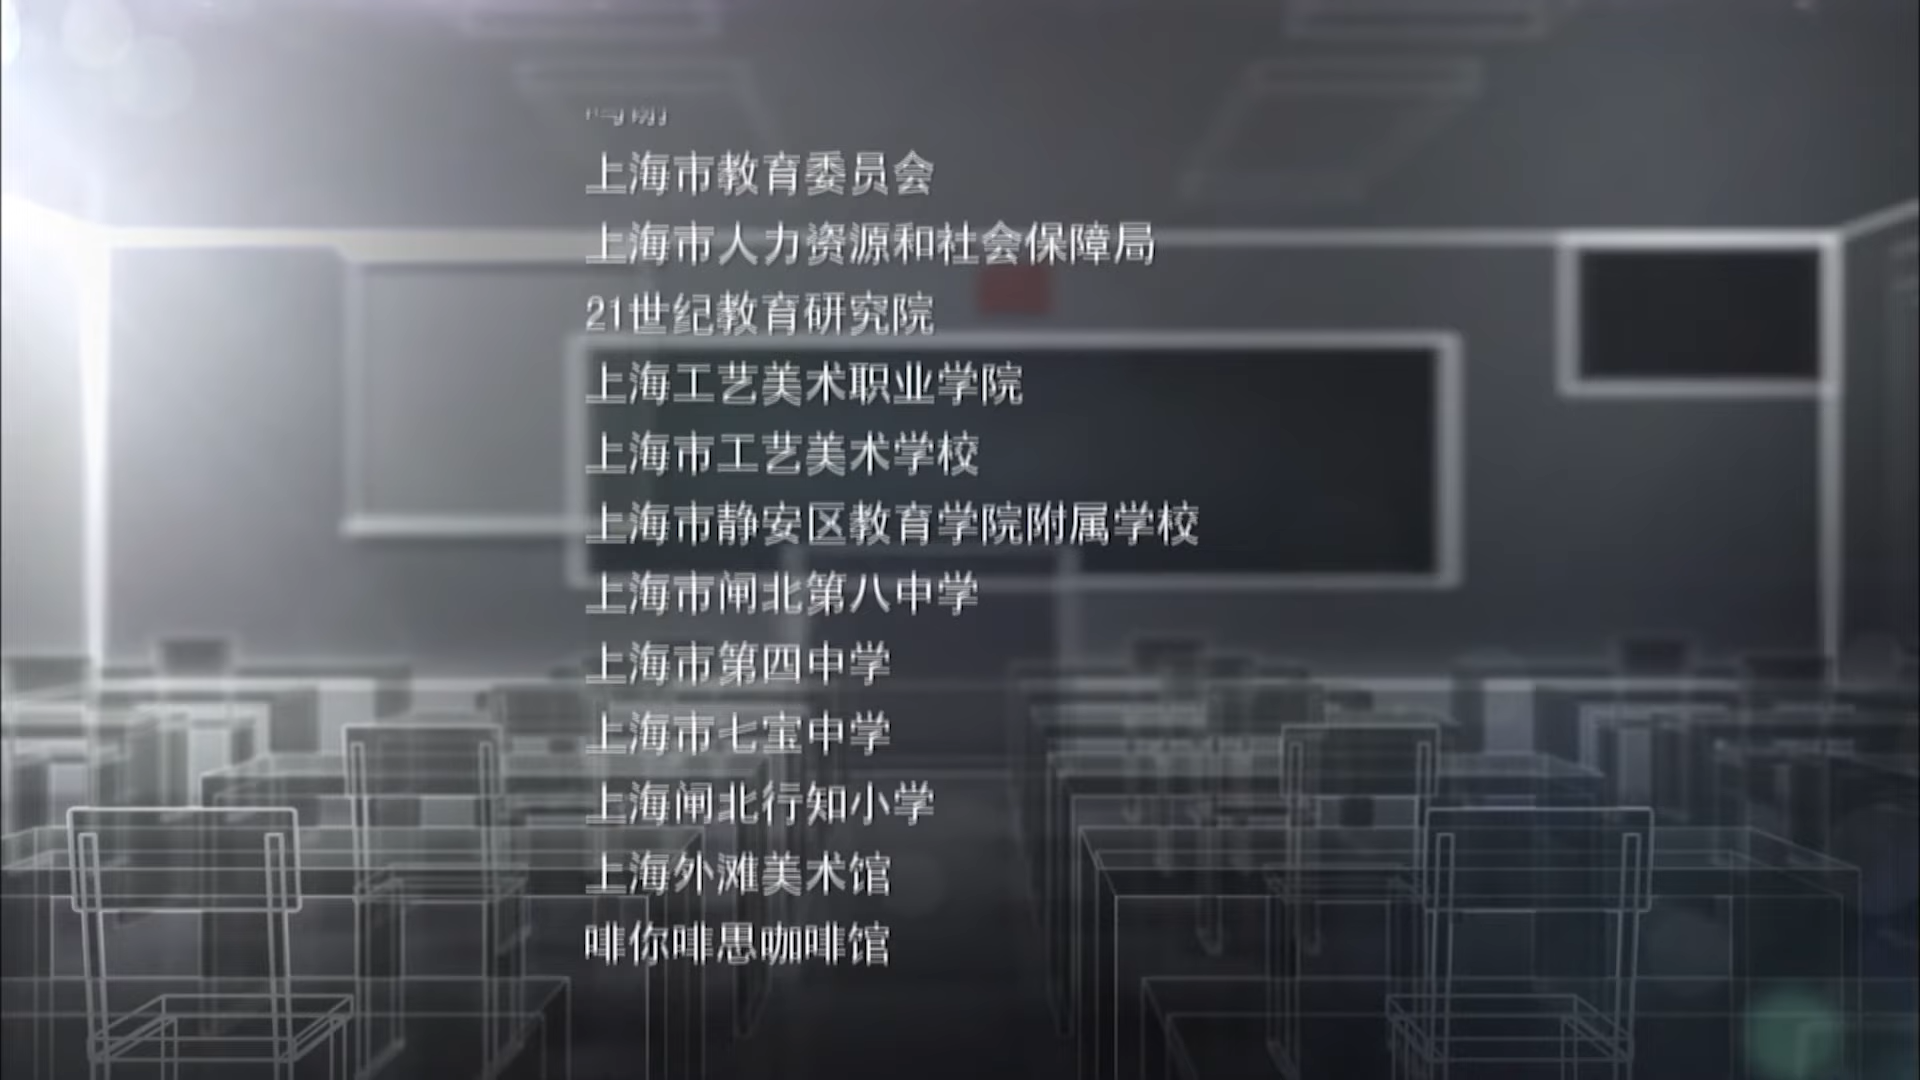 上海市教育委员会
上海市人力资源和社会保障局
21世纪教育研究院
上海工艺美术职业学院
上海市工艺美术学校
上海市静安区教育学院附属学校
上海市闸北第八中学
上海市第四中学
上海市七宝中学
上海闸北行知小学
上海外滩美术馆
啡你啡愚咖啡馆